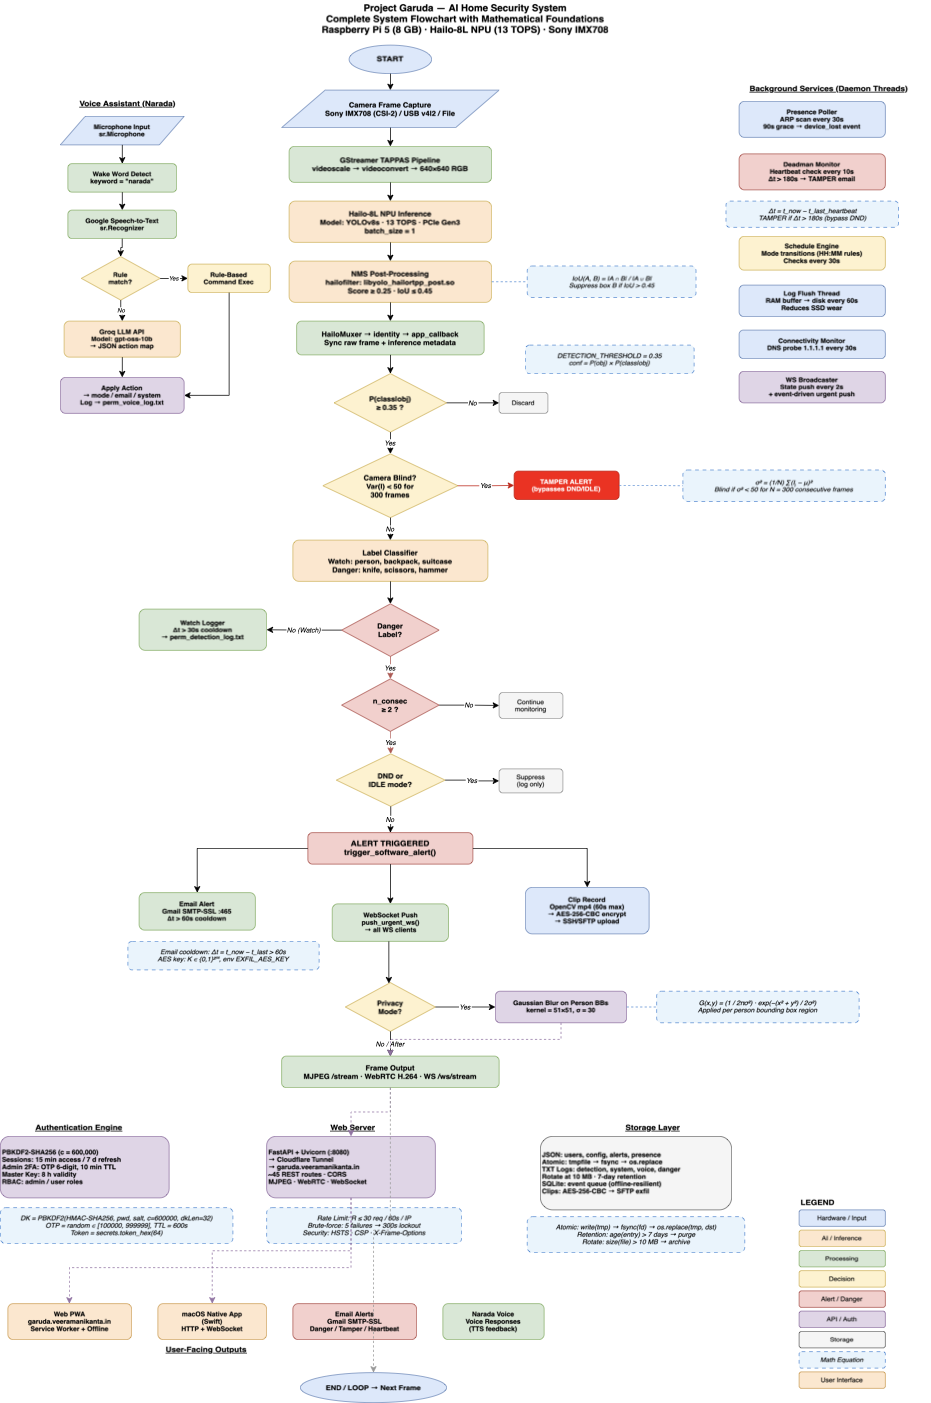 Project Garuda — AI Home Security System
Complete System Flowchart with Mathematical Foundations
Raspberry Pi 5 (8 GB) · Hailo-8L NPU (13 TOPS) · Sony IMX708
START
Camera Frame Capture
Sony IMX708 (CSI-2) / USB v4l2 / File
GStreamer TAPPAS Pipeline
videoscale → videoconvert → 640×640 RGB
Hailo-8L NPU Inference
Model: YOLOv8s · 13 TOPS · PCIe Gen3
batch_size = 1
NMS Post-Processing
hailofilter: libyolo_hailortpp_post.so
Score ≥ 0.25 · IoU ≤ 0.45
IoU(A, B) = |A ∩ B| / |A ∪ B|
Suppress box B if IoU > 0.45
HailoMuxer → identity → app_callback
Sync raw frame + inference metadata
DETECTION_THRESHOLD = 0.35
conf = P(obj) × P(class|obj)
P(class|obj)
≥ 0.35 ?
No
Discard
Yes
Camera Blind?
Var(I) < 50 for
300 frames
Yes
TAMPER ALERT
(bypasses DND/IDLE)
σ² = (1/N) ∑(Iᵢ − μ)²
Blind if σ² < 50 for N = 300 consecutive frames
No
Label Classifier
Watch: person, backpack, suitcase
Danger: knife, scissors, hammer
Danger
Label?
No (Watch)
Watch Logger
Δt > 30s cooldown
→ perm_detection_log.txt
Yes
n_consec
≥ 2 ?
No
Continue
monitoring
Yes
DND or
IDLE mode?
Yes
Suppress
(log only)
No
ALERT TRIGGERED
trigger_software_alert()
Email Alert
Gmail SMTP-SSL :465
Δt > 60s cooldown
Email cooldown: Δt = t_now − t_last > 60s
AES key: K ∈ {0,1}²⁵⁶, env EXFIL_AES_KEY
WebSocket Push
push_urgent_ws()
→ all WS clients
Clip Record
OpenCV mp4 (60s max)
→ AES-256-CBC encrypt
→ SSH/SFTP upload
Privacy
Mode?
Yes
Gaussian Blur on Person BBs
kernel = 51×51, σ = 30
G(x,y) = (1 / 2πσ²) · exp(−(x² + y²) / 2σ²)
Applied per person bounding box region
No / After
Frame Output
MJPEG /stream · WebRTC H.264 · WS /ws/stream
Voice Assistant (Narada)
Microphone Input
sr.Microphone
Wake Word Detect
keyword = "narada"
Google Speech-to-Text
sr.Recognizer
Rule
match?
Yes
Rule-Based
Command Exec
No
Groq LLM API
Model: gpt-oss-10b
→ JSON action map
Apply Action
→ mode / email / system
Log → perm_voice_log.txt
Background Services (Daemon Threads)
Presence Poller
ARP scan every 30s
90s grace → device_lost event
Deadman Monitor
Heartbeat check every 10s
Δt > 180s → TAMPER email
Δt = t_now − t_last_heartbeat
TAMPER if Δt > 180s (bypass DND)
Schedule Engine
Mode transitions (HH:MM rules)
Checks every 30s
Log Flush Thread
RAM buffer → disk every 60s
Reduces SSD wear
Connectivity Monitor
DNS probe 1.1.1.1 every 30s
WS Broadcaster
State push every 2s
+ event-driven urgent push
Authentication Engine
PBKDF2-SHA256 (c = 600,000)
Sessions: 15 min access / 7 d refresh
Admin 2FA: OTP 6-digit, 10 min TTL
Master Key: 8 h validity
RBAC: admin / user roles
DK = PBKDF2(HMAC-SHA256, pwd, salt, c=600000, dkLen=32)
OTP = random ∈ [100000, 999999], TTL = 600s
Token = secrets.token_hex(64)
Web Server
FastAPI + Uvicorn (:8080)
→ Cloudflare Tunnel
→ garuda.veeramanikanta.in
~45 REST routes · CORS
MJPEG · WebRTC · WebSocket
Rate Limit: R ≤ 30 req / 60s / IP
Brute-force: 5 failures → 300s lockout
Security: HSTS · CSP · X-Frame-Options
Storage Layer
JSON: users, config, alerts, presence
Atomic: tmpfile → fsync → os.replace
TXT Logs: detection, system, voice, danger
Rotate at 10 MB · 7-day retention
SQLite: event queue (offline-resilient)
Clips: AES-256-CBC → SFTP exfil
Atomic: write(tmp) → fsync(fd) → os.replace(tmp, dst)
Retention: age(entry) > 7 days → purge
Rotate: size(file) > 10 MB → archive
Web PWA
garuda.veeramanikanta.in
Service Worker + Offline
macOS Native App
(Swift)
HTTP + WebSocket
Email Alerts
Gmail SMTP-SSL
Danger / Tamper / Heartbeat
Narada Voice
Voice Responses
(TTS feedback)
User-Facing Outputs
END / LOOP → Next Frame
LEGEND
Hardware / Input
AI / Inference
Processing
Decision
Alert / Danger
API / Auth
Storage
Math Equation
User Interface